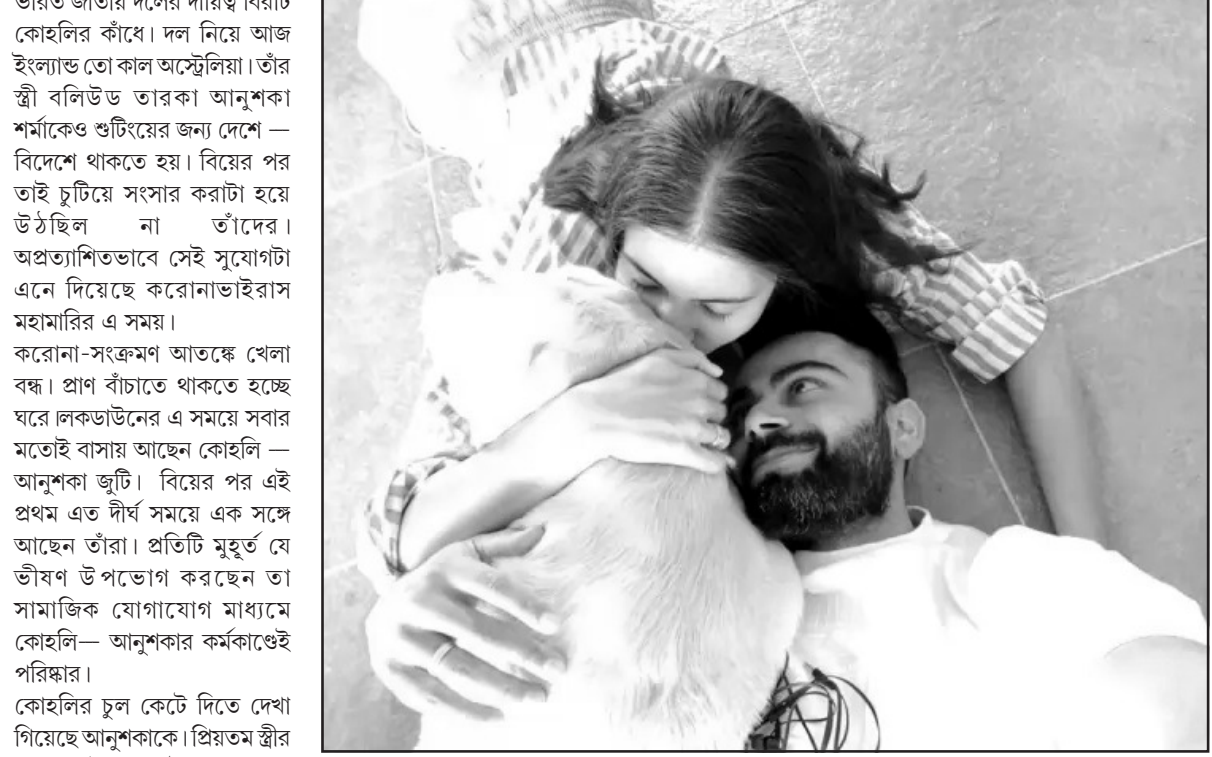 ভারত জাতীয় দলের দায়িত্ব বিরাট
কোহলির কাঁধে। দল নিয়ে আজ
ইংল্যান্ড তো কাল অস্ট্রেলিয়া। তাঁর
স্ত্রী বলিউড তারকা আনুশকা
শর্মাকেও শুটিংয়ের জন্য দেশে —
বিদেশে থাকতে হয়। বিয়ের পর
তাই চুটিয়ে সংসার করাটা হয়ে
উঠছিল না তাঁদের।
অপ্রত্যাশিতভাবে সেই সুযোগটা
এনে দিয়েছে করোনাভাইরাস
মহামারির এ সময়।
করোনা-সংক্রমণ আতঙ্কে খেলা
বন্ধ। প্রাণ বাঁচাতে থাকতে হচ্ছে
ঘরে।লকডাউনের এ সময়ে সবার
মতোই বাসায় আছেন কোহলি —
আনুশকা জুটি। বিয়ের পর এই
প্রথম এত দীর্ঘ সময়ে এক সঙ্গে
আছেন তাঁরা। প্রতিটি মুহূর্ত যে
ভীষণ উপভোগ করছেন তা
সামাজিক যোগাযোগ মাধ্যমে
কোহলি— আনুশকার কর্মকাণ্ডেই
পরিষ্কার।
কোহলির চুল কেটে দিতে দেখা
গিয়েছে আনুশকাকে। প্রিয়তম স্ত্রীর